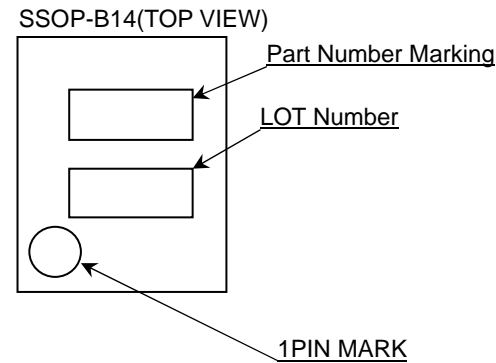 SSOP-B14(TOP VIEW)
Part Number Marking
LOT Number
1PIN MARK